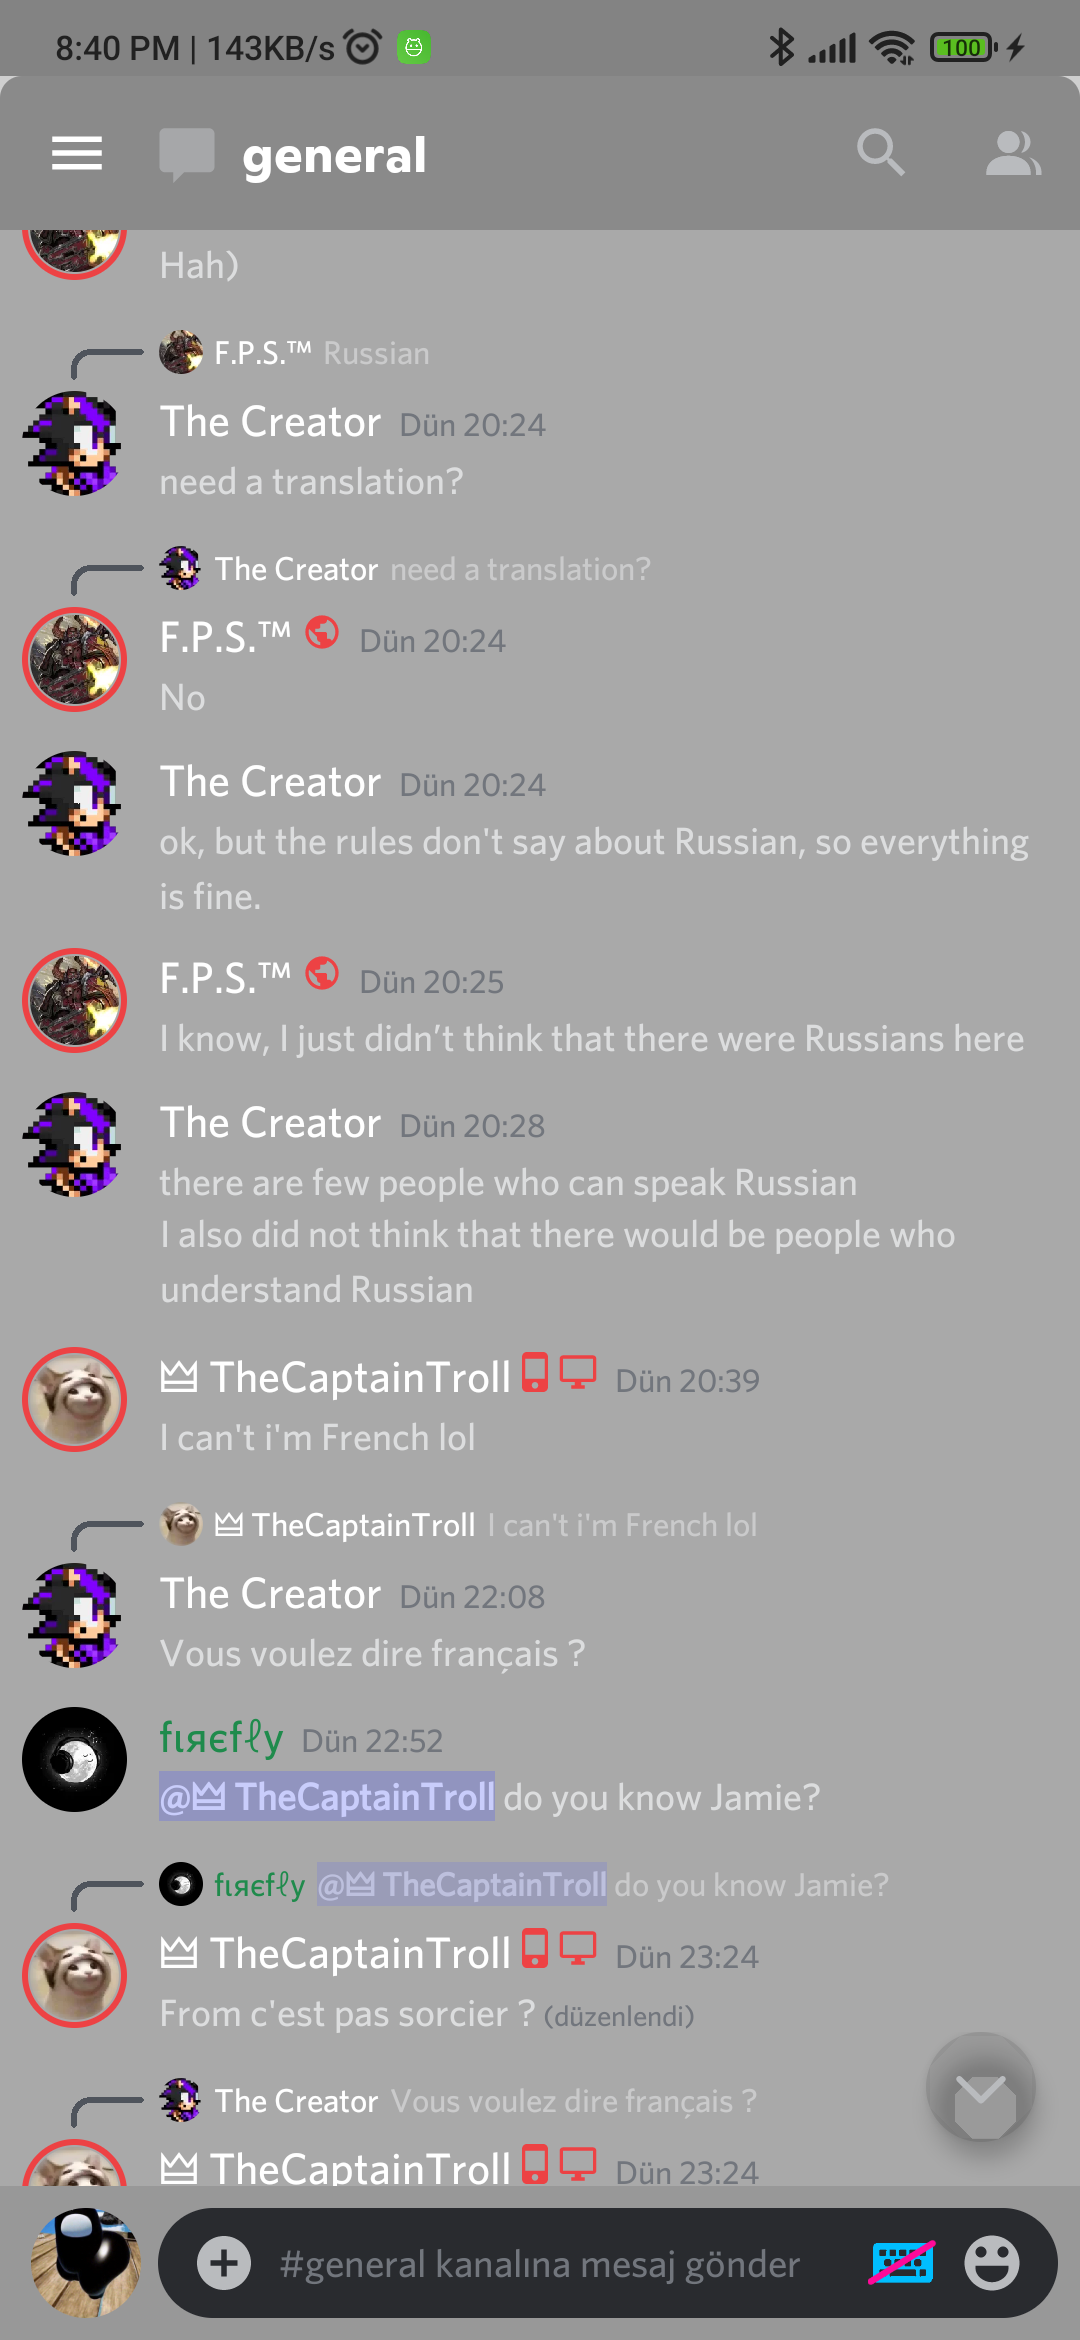 8:40 PM | 143KB/s
100
general
Hah)
F.P.S.™ Russian
The Creator Dün 20:24
need a translation?
The Creator need a translation?
F.P.S.™ Dün 20:24
No
The Creator Dün 20:24
ok, but the rules don't say about Russian, so everything
is fine.
F.P.S.™ Dün 20:25
I know, I just didn’t think that there were Russians here
The Creator Dün 20:28
there are few people who can speak Russian
I also did not think that there would be people who
understand Russian
TheCaptainTroll Dün 20:39
I can't i'm French lol
TheCaptainTroll I can't i'm French lol
The Creator Dün 22:08
Vous voulez dire français ?
fιяєfℓy Dün 22:52
@ TheCaptainTroll do you know Jamie?
fιяєfℓy @ TheCaptainTroll do you know Jamie?
TheCaptainTroll Dün 23:24
From c'est pas sorcier ? (düzenlendi)
The Creator Vous voulez dire français ?
TheCaptainTroll Dün 23:24
#general kanalına mesaj gönder